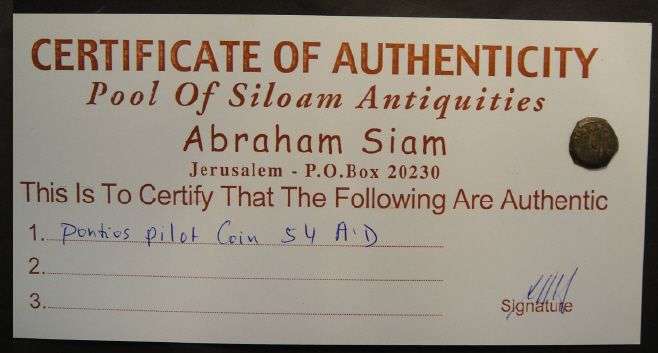 CERTIFICATE OF AUTHENTICITY
Pool Of Siloam Antiquities
Abraham Siam
Jerusalem - P.O.Box 20230
This Is To Certify That The Following Are Authentic
1. Pontios pilot Coin 54 A.D
2.
3.
Signature